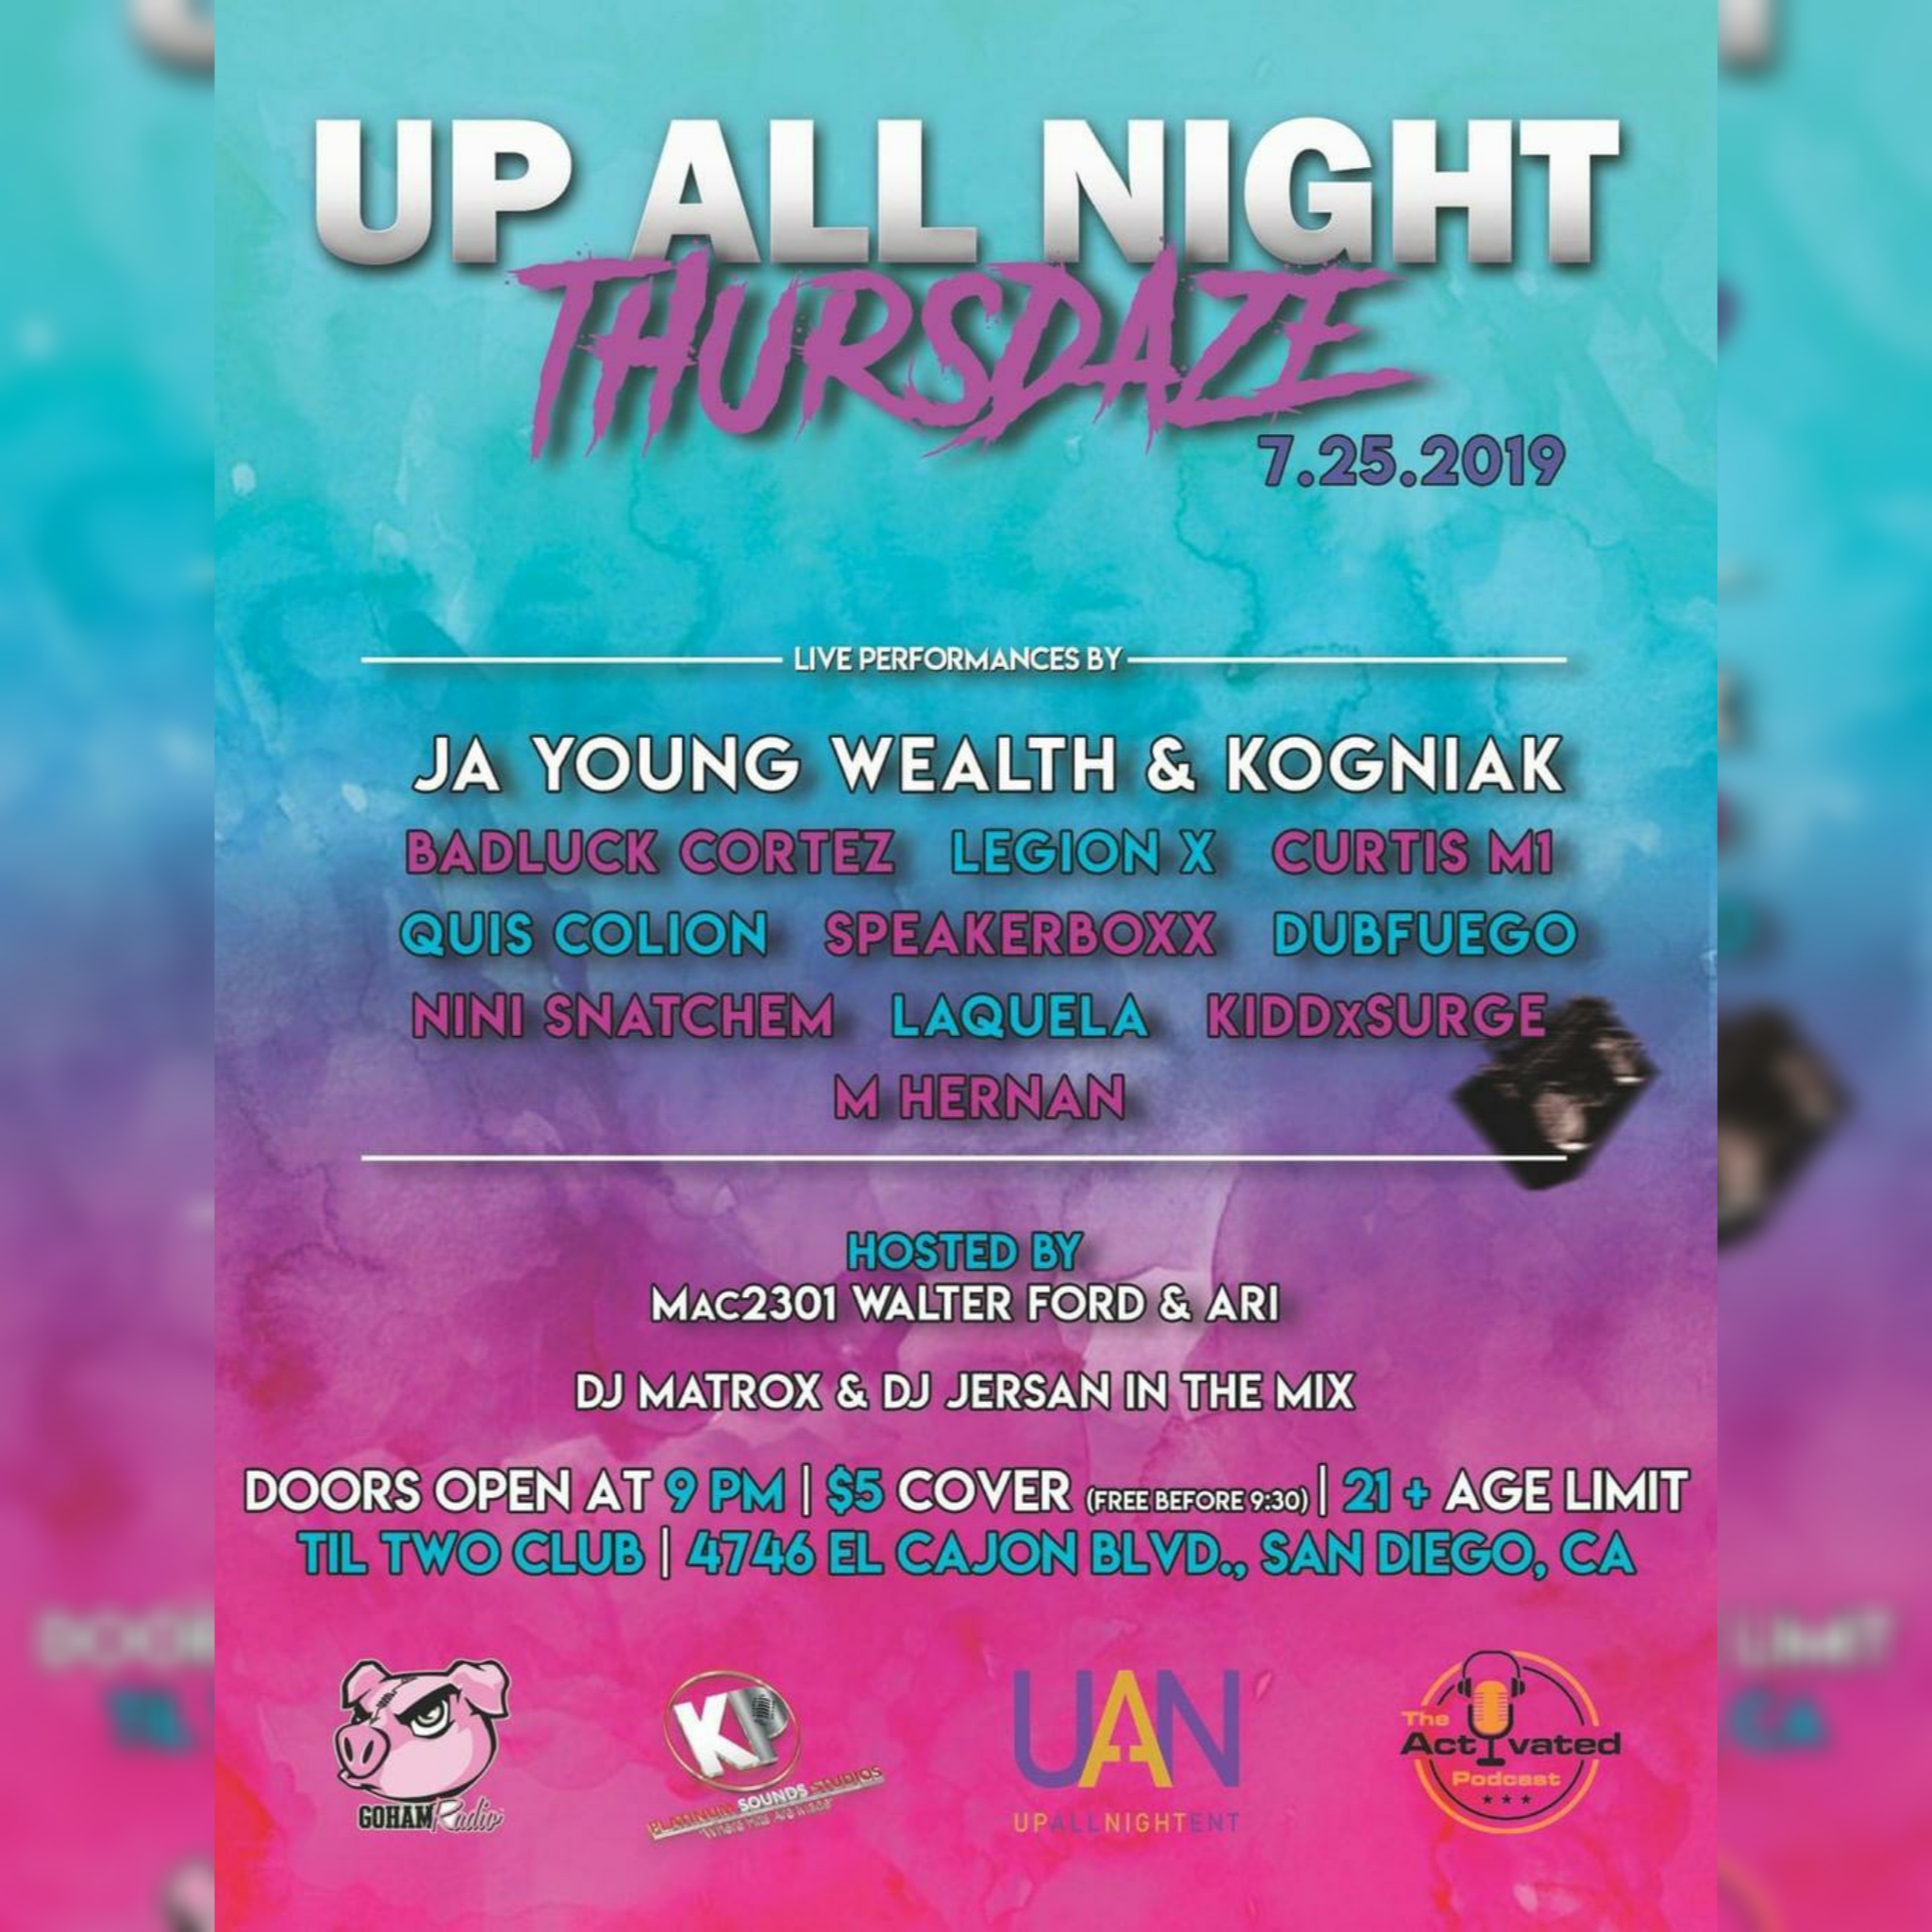 UP ALL NIGHT
THURSDAZE
7.25.2019
LIVE PERFORMANCES BY
JA YOUNG WEALTH & KOGNIAK
BADLUCK CORTEZ LEGION X CURTIS M1
QUIS COLION SPEAKERBOXX DUBFUEGO
NINI SNATCHEM LAQUELA KIDDxSURGE
M HERNAN
HOSTED BY
MAC2301 WALTER FORD & ARI
DJ MATROX & DJ JERSAN IN THE MIX
DOORS OPEN AT 9 PM | $5 COVER (FREE BEFORE 9:30) | 21 + AGE LIMIT
TIL TWO CLUB | 4746 EL CAJON BLVD., SAN DIEGO, CA
GOHAM Radio
KP
PLATINUM SOUNDS STUDIOS
"Where Hits Are Made"
UAN
UPALLNIGHTENT
The
Activated
Podcast